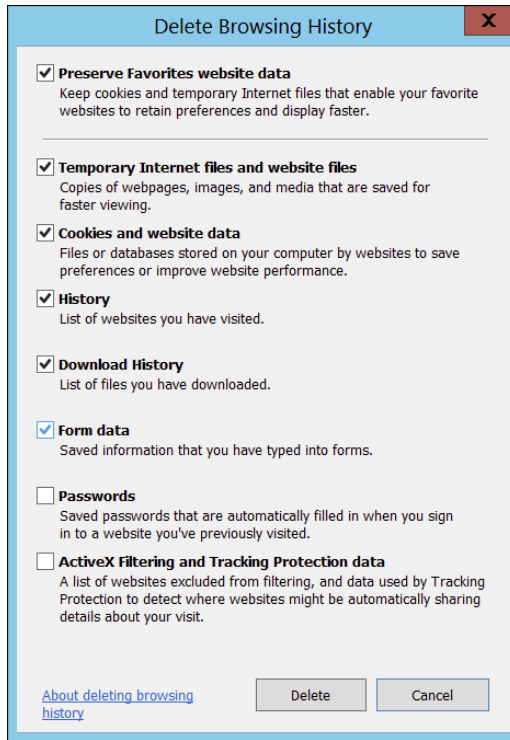 Delete Browsing History
X
Preserve Favorites website data
Keep cookies and temporary Internet files that enable your favorite
websites to retain preferences and display faster.
Temporary Internet files and website files
Copies of webpages, images, and media that are saved for
faster viewing.
Cookies and website data
Files or databases stored on your computer by websites to save
preferences or improve website performance.
History
List of websites you have visited.
Download History
List of files you have downloaded.
Form data
Saved information that you have typed into forms.
Passwords
Saved passwords that are automatically filled in when you sign
in to a website you've previously visited.
ActiveX Filtering and Tracking Protection data
A list of websites excluded from filtering, and data used by Tracking
Protection to detect where websites might be automatically sharing
details about your visit.
About deleting browsing
history
Delete
Cancel